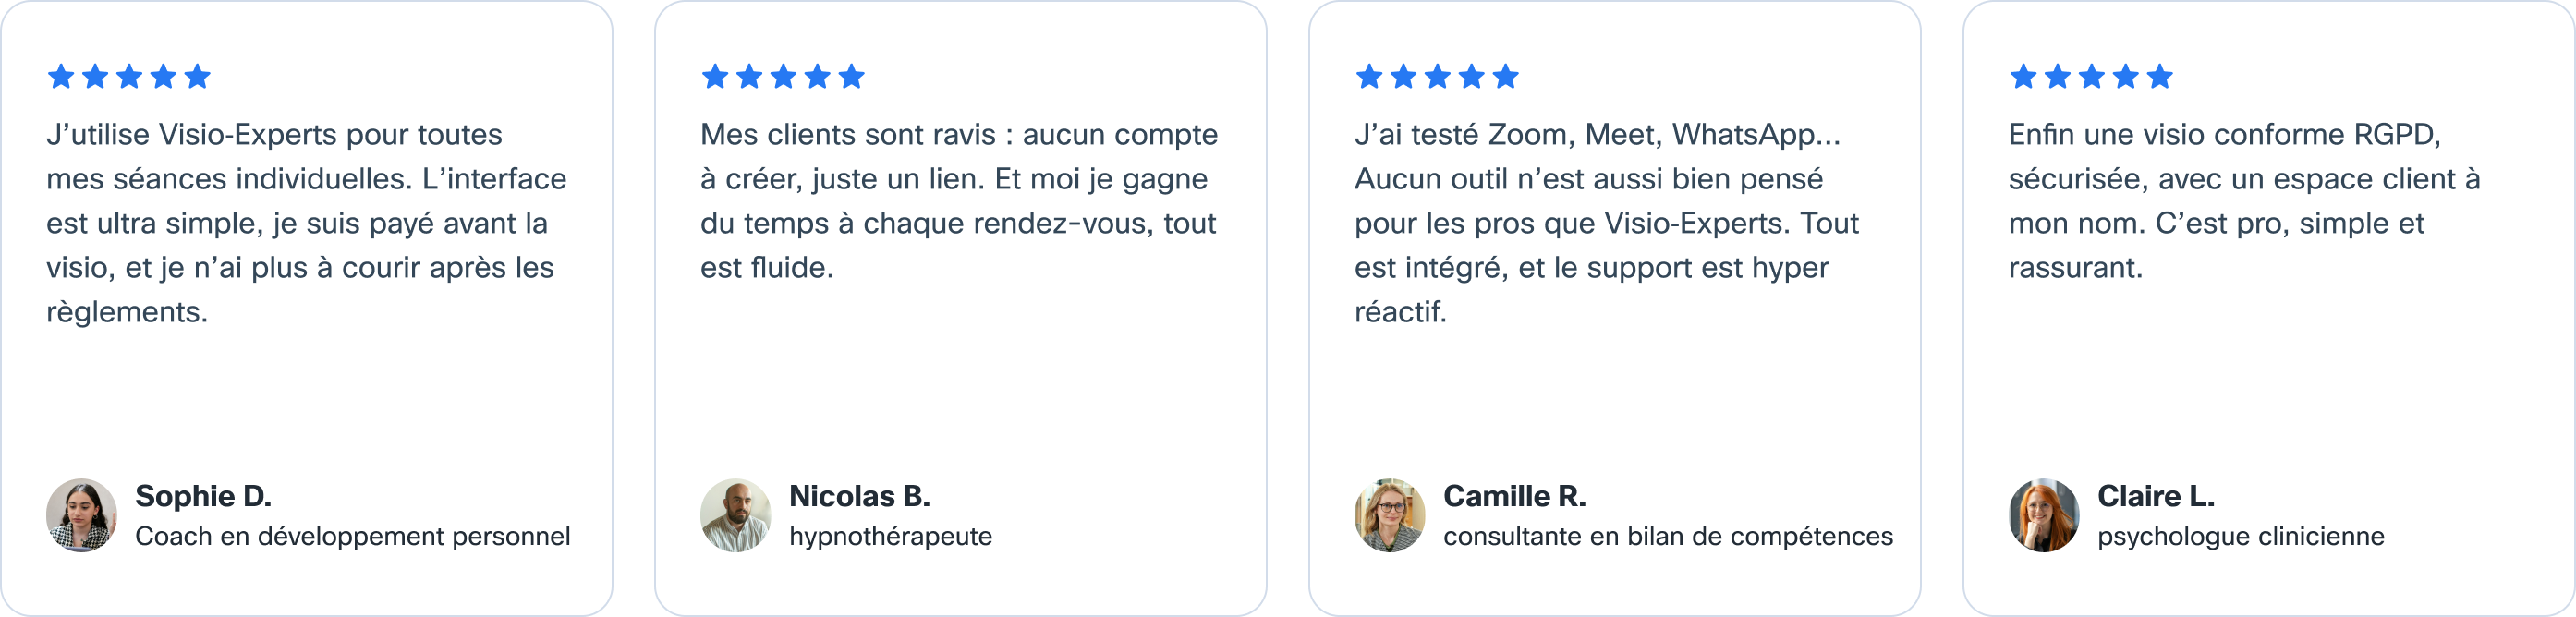 J’utilise Visio-Experts pour toutes
mes séances individuelles. L’interface
est ultra simple, je suis payé avant la
visio, et je n’ai plus à courir après les
règlements.
Sophie D.
Coach en développement personnel
Mes clients sont ravis : aucun compte
à créer, juste un lien. Et moi je gagne
du temps à chaque rendez-vous, tout
est fluide.
Nicolas B.
hypnothérapeute
J’ai testé Zoom, Meet, WhatsApp...
Aucun outil n’est aussi bien pensé
pour les pros que Visio-Experts. Tout
est intégré, et le support est hyper
réactif.
Camille R.
consultante en bilan de compétences
Enfin une visio conforme RGPD,
sécurisée, avec un espace client à
mon nom. C’est pro, simple et
rassurant.
Claire L.
psychologue clinicienne